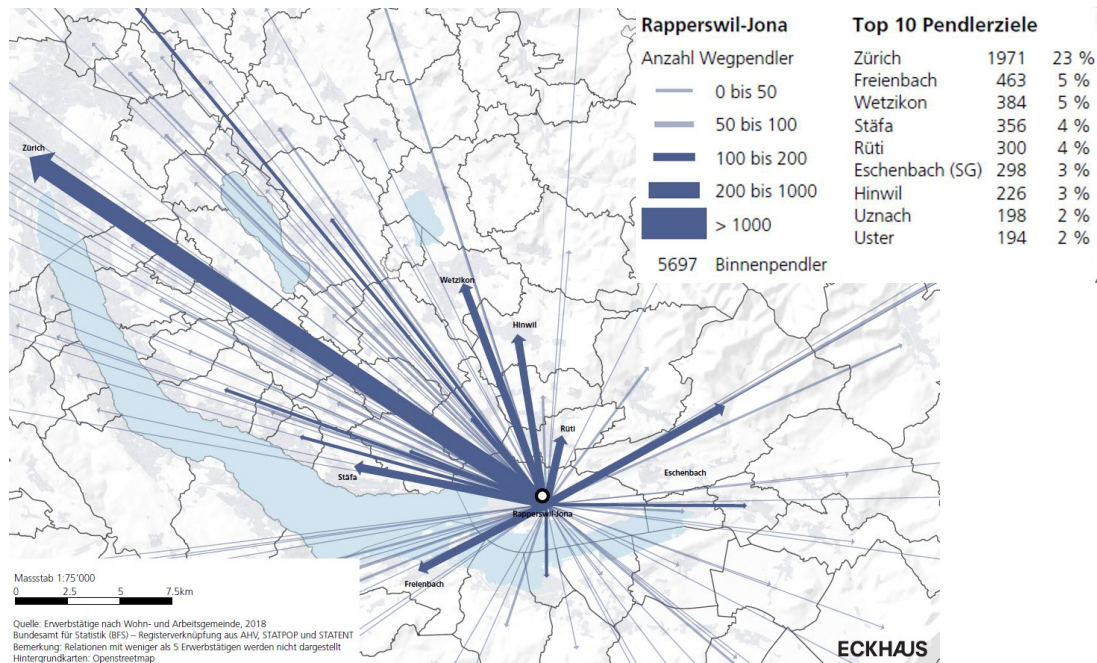 Rapperswil-Jona
Anzahl Wegpendler
0 bis 50
50 bis 100
100 bis 200
200 bis 1000
> 1000
5697 Binnenpendler
Top 10 Pendlerziele
Zürich 1971 23 %
Freienbach 463 5 %
Wetzikon 384 5 %
Stäfa 356 4 %
Rüti 300 4 %
Eschenbach (SG) 298 3 %
Hinwil 226 3 %
Uznach 198 2 %
Uster 194 2 %
Zürich
Wetzikon
Hinwil
Rüti
Stäfa
Eschenbach
Rapperswil-Jona
Freienbach
Massstab 1:75'000
0 2.5 5 7.5km
Quelle: Erwerbstätige nach Wohn- und Arbeitsgemeinde, 2018
Bundesamt für Statistik (BFS) – Registerverknüpfung aus AHV, STATPOP und STATENT
Bemerkung: Relationen mit weniger als 5 Erwerbstätigen werden nicht dargestellt
Hintergrundkarten: Openstreetmap
ECKHAUS